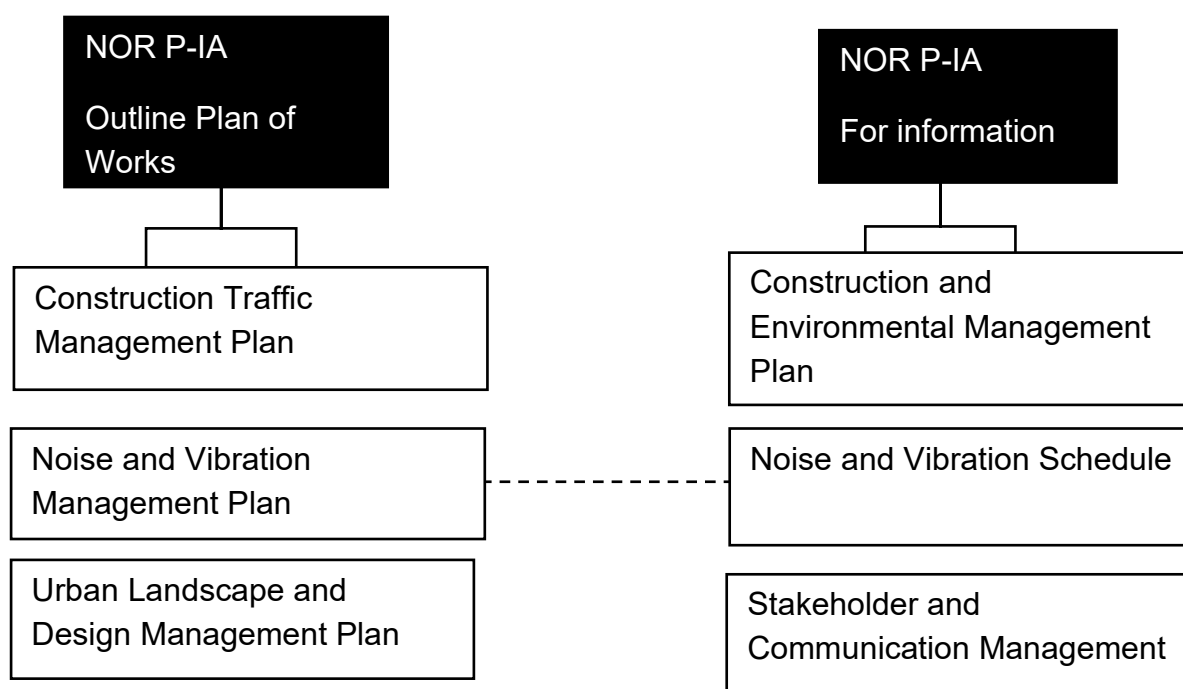 NOR P-IA
Outline Plan of
Works
NOR P-IA
For information
Construction Traffic
Management Plan
Construction and
Environmental Management
Plan
Noise and Vibration
Management Plan
Noise and Vibration Schedule
Urban Landscape and
Design Management Plan
Stakeholder and
Communication Management